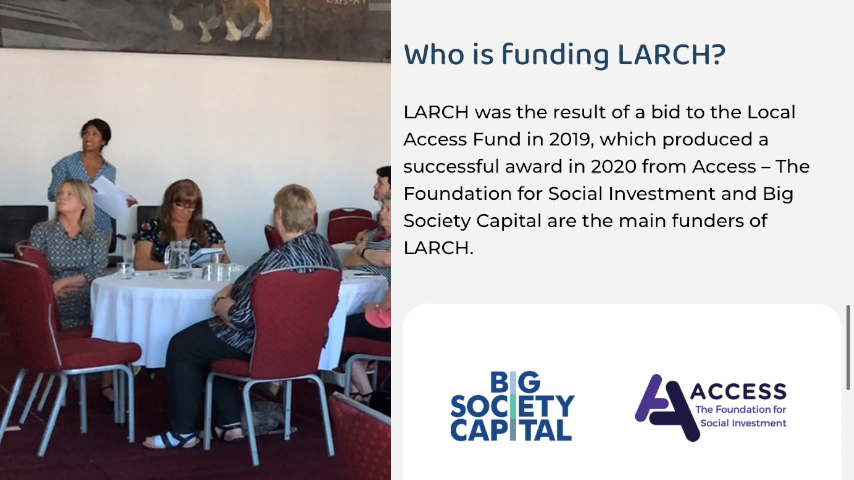 Who is funding LARCH?
LARCH was the result of a bid to the Local
Access Fund in 2019, which produced a
successful award in 2020 from Access – The
Foundation for Social Investment and Big
Society Capital are the main funders of
LARCH.
BIG
SOCIETY
CAPITAL
ACCESS
The Foundation for
Social Investment